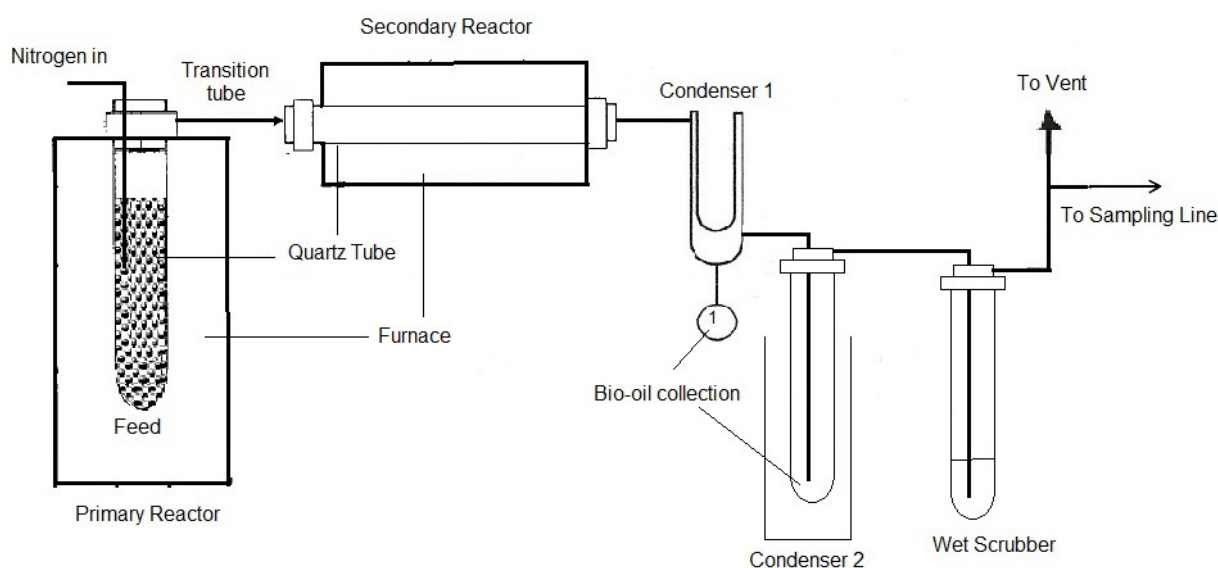 Secondary Reactor
Nitrogen in
Transition
tube
Condenser 1
To Vent
To Sampling Line
Quartz Tube
Furnace
1
Bio-oil collection
Feed
Primary Reactor
Condenser 2
Wet Scrubber